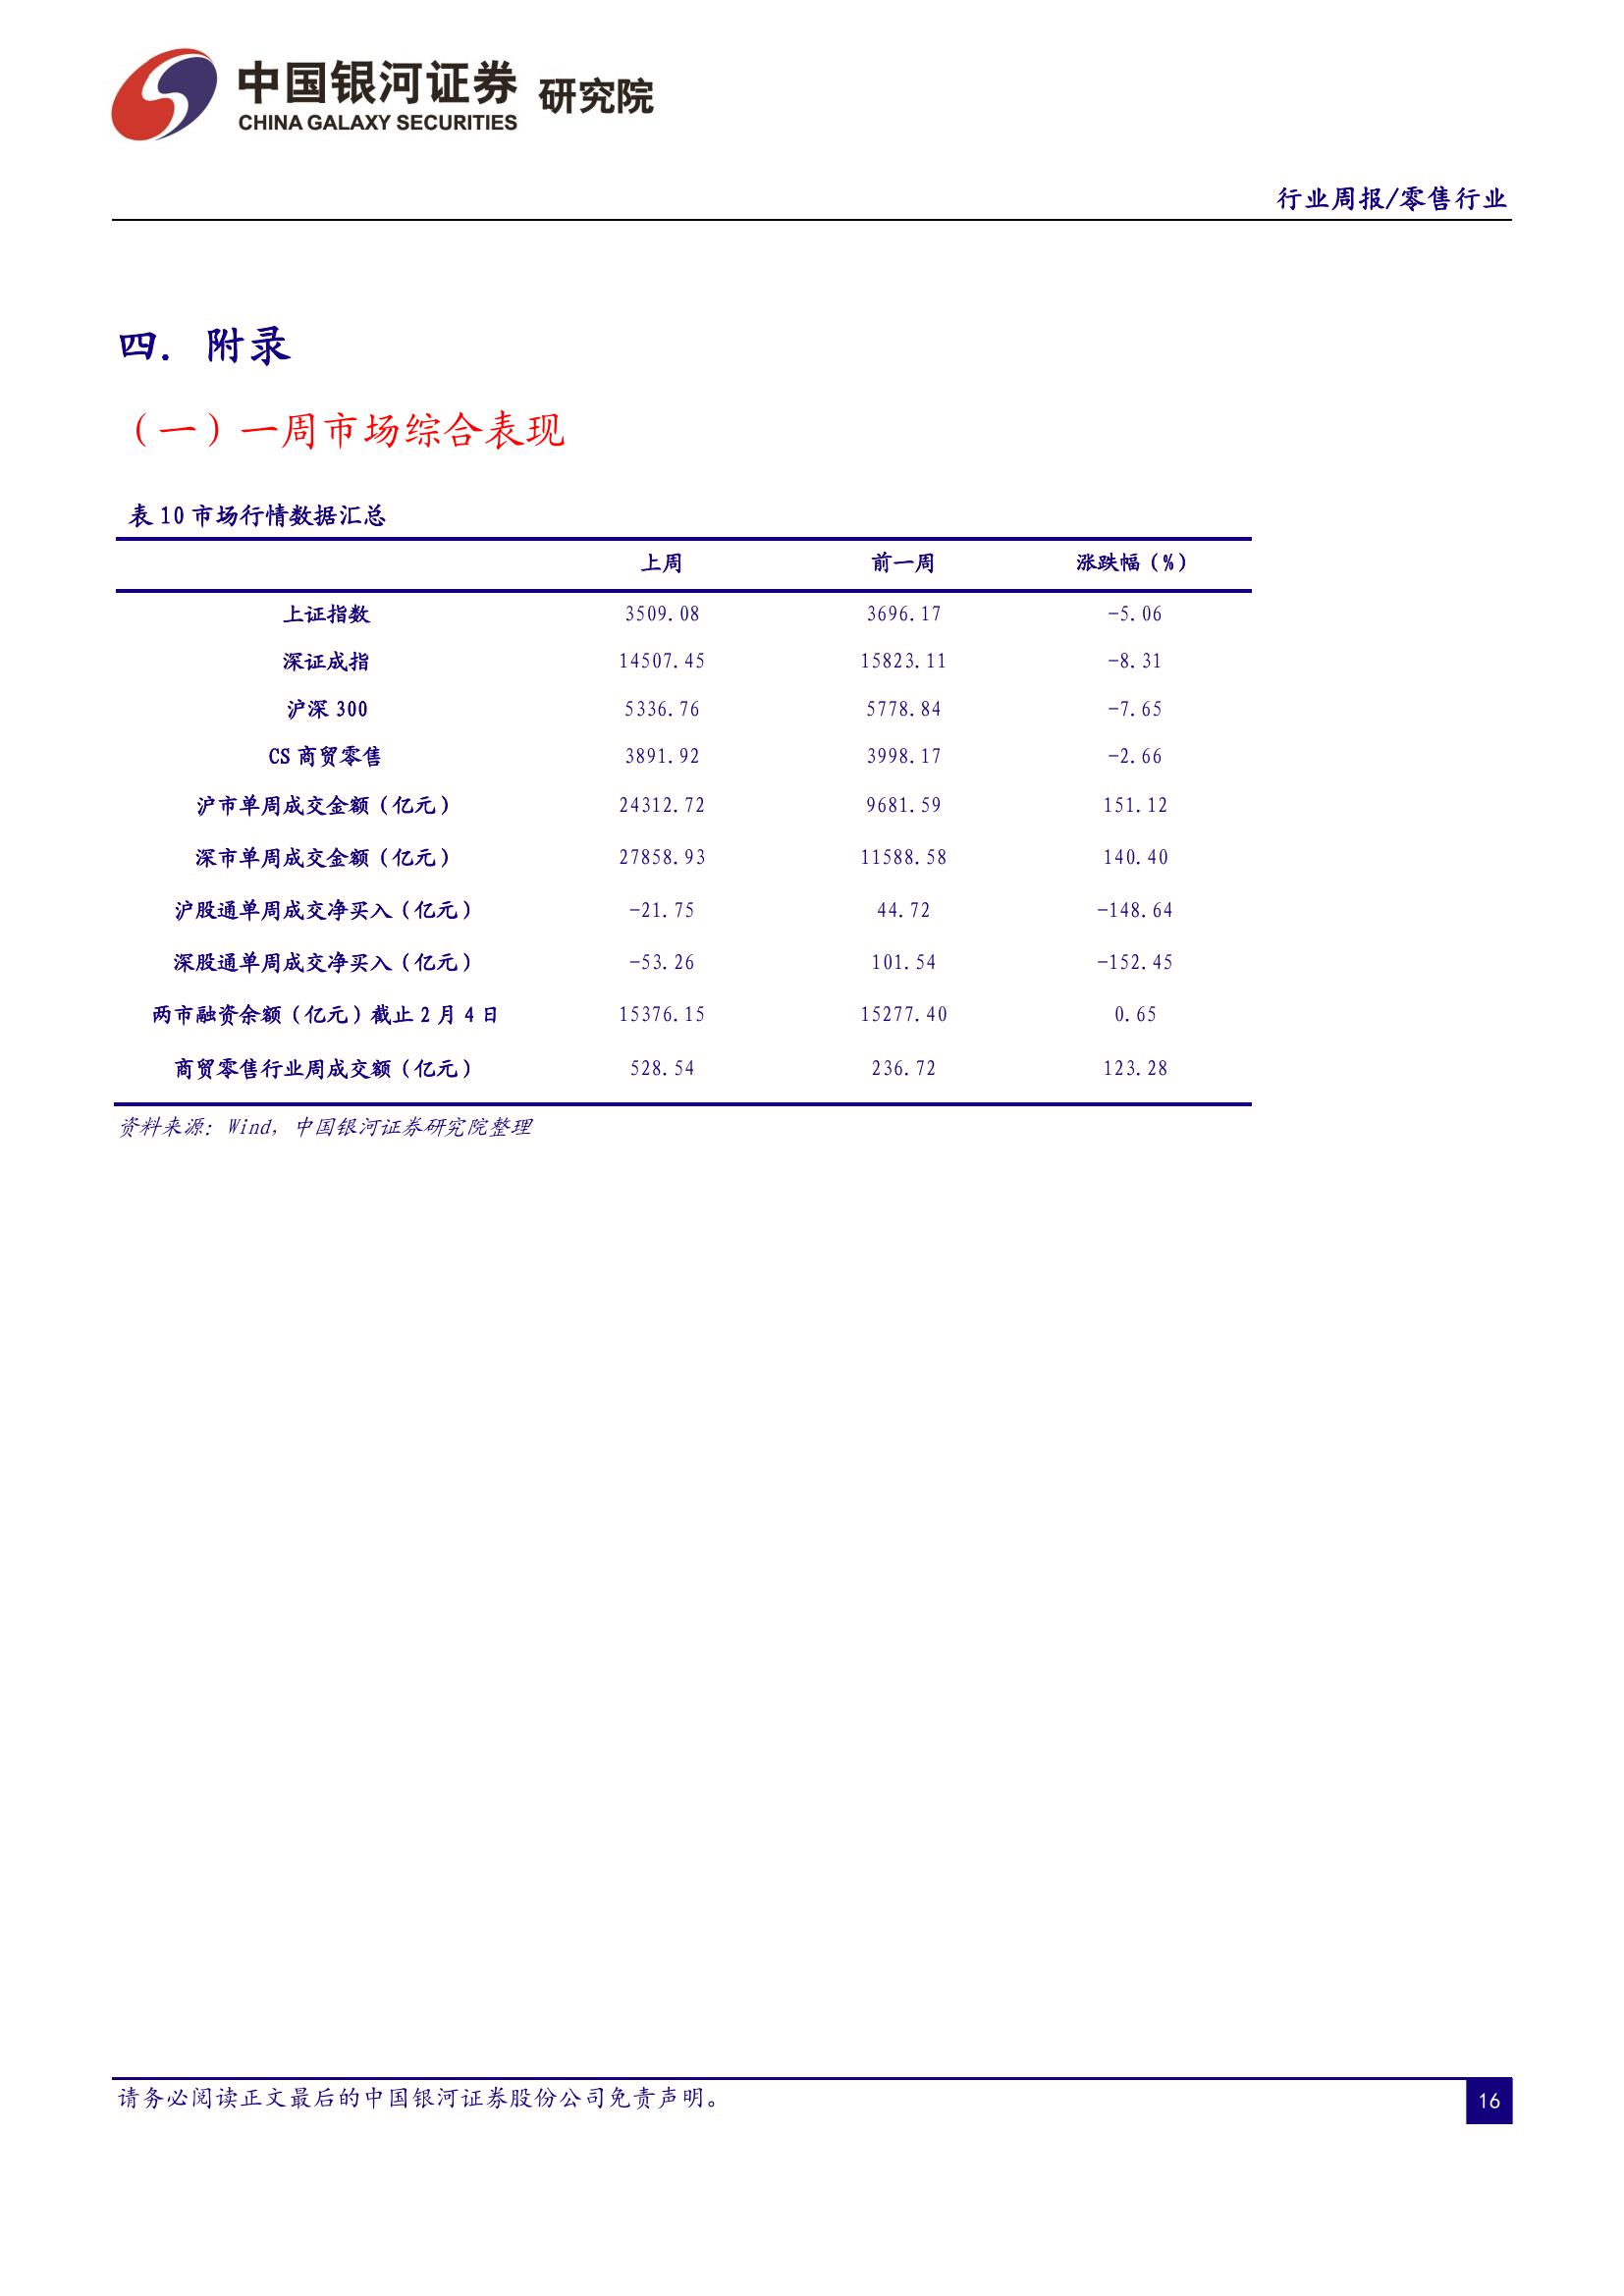 中国银河证券 研究院
CHINA GALAXY SECURITIES
行业周报/零售行业
四. 附录
（一）一周市场综合表现
表 10 市场行情数据汇总
上周 前一周 涨跌幅（%）
上证指数 3509.08 3696.17 -5.06
深证成指 14507.45 15823.11 -8.31
沪深 300 5336.76 5778.84 -7.65
CS 商贸零售 3891.92 3998.17 -2.66
沪市单周成交金额（亿元） 24312.72 9681.59 151.12
深市单周成交金额（亿元） 27858.93 11588.58 140.40
沪股通单周成交净买入（亿元） -21.75 44.72 -148.64
深股通单周成交净买入（亿元） -53.26 101.54 -152.45
两市融资余额（亿元）截止 2 月 4 日 15376.15 15277.40 0.65
商贸零售行业周成交额（亿元） 528.54 236.72 123.28
资料来源：Wind，中国银河证券研究院整理
请务必阅读正文最后的中国银河证券股份公司免责声明。
16